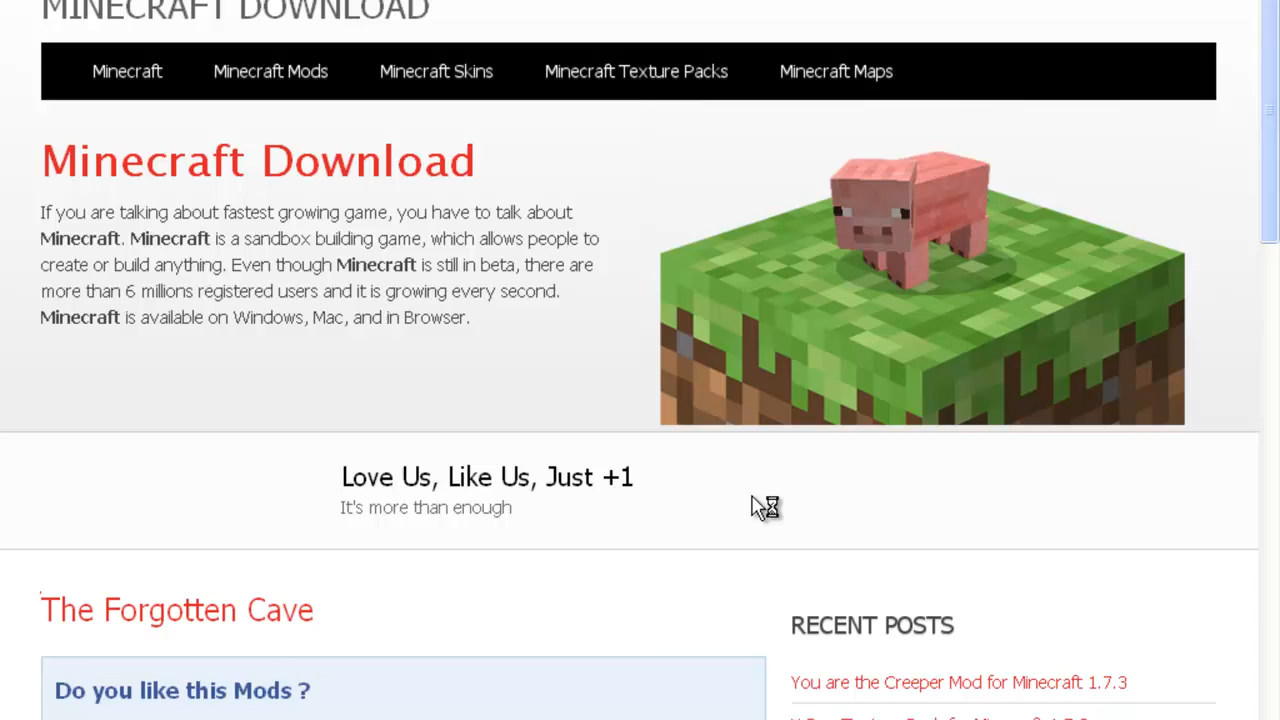 MINECRAFT DOWNLOAD
Minecraft Minecraft Mods Minecraft Skins Minecraft Texture Packs Minecraft Maps
Minecraft Download
If you are talking about fastest growing game, you have to talk about
Minecraft. Minecraft is a sandbox building game, which allows people to
create or build anything. Even though Minecraft is still in beta, there are
more than 6 millions registered users and it is growing every second.
Minecraft is available on Windows, Mac, and in Browser.
Love Us, Like Us, Just +1
It's more than enough
The Forgotten Cave
Do you like this Mods ?
RECENT POSTS
You are the Creeper Mod for Minecraft 1.7.3